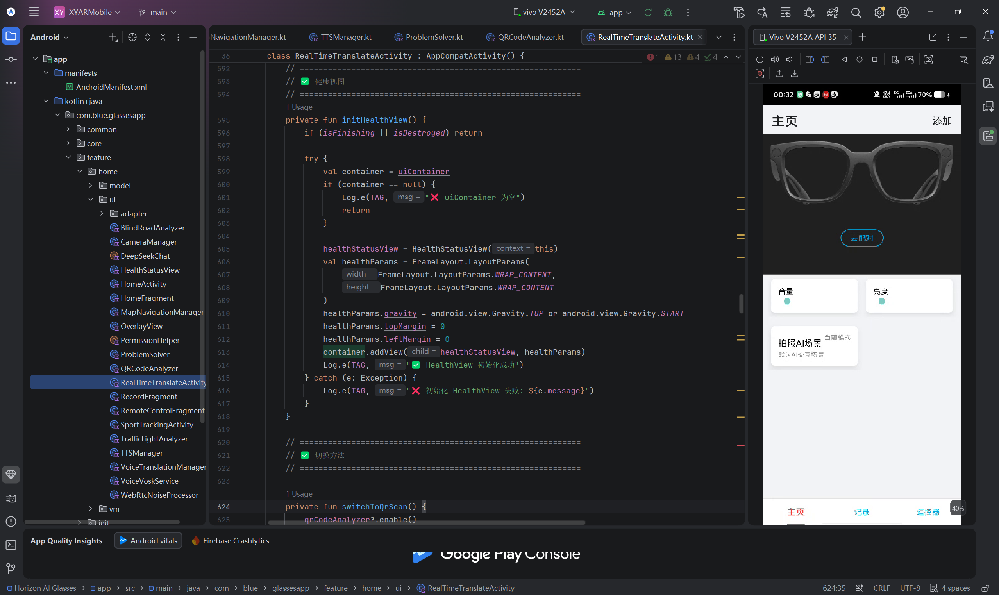 XY XYARMobile main vivo V2452A app
Android
app
manifests
AndroidManifest.xml
kotlin+java
com.blue.glassesapp
common
core
feature
home
model
ui
adapter
BlindRoadAnalyzer
CameraManager
DeepSeekChat
HealthStatusView
HomeActivity
HomeFragment
MapNavigationManager
OverlayView
PermissionHelper
ProblemSolver
QRCodeAnalyzer
RealTimeTranslateActivity
RecordFragment
RemoteControlFragment
SportTrackingActivity
TrafficLightAnalyzer
TTSManager
VoiceTranslationManager
VoiceVoskService
WebRtcNoiseProcessor
vm
init
NavigationManager.kt TTSManager.kt ProblemSolver.kt QRCodeAnalyzer.kt RealTimeTranslateActivity.kt
36 class RealTimeTranslateActivity : AppCompatActivity() { 1 13 4 4
592 // ============================================================
593 // ✅ 健康视图
594 // ============================================================
1 Usage
595 private fun initHealthView() {
596 if (isFinishing || isDestroyed) return
597
598 try {
599 val container = uiContainer
600 if (container == null) {
601 Log.e(TAG, msg = "❌ uiContainer 为空")
602 return
603 }
604
605 healthStatusView = HealthStatusView( context = this)
606 val healthParams = FrameLayout.LayoutParams(
607 width = FrameLayout.LayoutParams.WRAP_CONTENT,
608 height = FrameLayout.LayoutParams.WRAP_CONTENT
609 )
610 healthParams.gravity = android.view.Gravity.TOP or android.view.Gravity.START
611 healthParams.topMargin = 0
612 healthParams.leftMargin = 0
613 container.addView( child = healthStatusView, healthParams)
614 Log.e(TAG, msg = "✅ HealthView 初始化成功")
615 } catch (e: Exception) {
616 Log.e(TAG, msg = "❌ 初始化 HealthView 失败: ${e.message}")
617 }
618 }
619
620 // ============================================================
621 // ✅ 切换方法
622 // ============================================================
623
1 Usage
624 private fun switchToQrScan() {
625 qrCodeAnalyzer?.enable()
Vivo V2452A API 35
00:32 70%
主页 添加
去配对
音量 亮度
拍照AI场景 当前模式
默认AI交互场景
主页 记录 遥控器
40%
App Quality Insights Android vitals Firebase Crashlytics
Google Play Console
Horizon AI Glasses > app > src > main > java > com > blue > glassesapp > feature > home > ui > RealTimeTranslateActivity 624:35 CRLF UTF-8 4 spaces